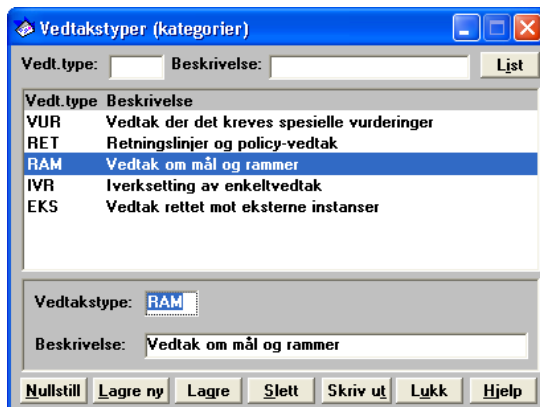 Vedtakstyper (kategorier)
Vedt.type: Beskrivelse: List
Vedt.type Beskrivelse
VUR Vedtak der det kreves spesielle vurderinger
RET Retningslinjer og policy-vedtak
RAM Vedtak om mål og rammer
IVR Iverksetting av enkeltvedtak
EKS Vedtak rettet mot eksterne instanser
Vedtakstype: RAM
Beskrivelse: Vedtak om mål og rammer
Nullstill Lagre ny Lagre Slett Skriv ut Lukk Hjelp